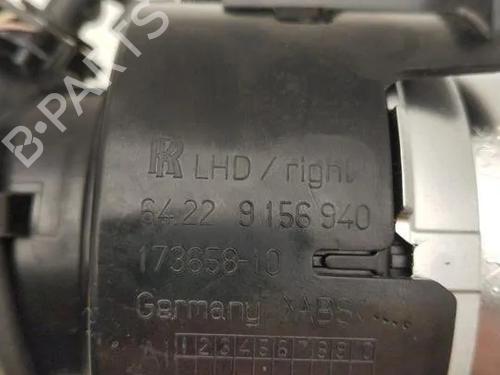 B-PARTS
RR LHD / right
64.22 9 156 940
173658-10
Germany >ABS<
1 2 3 4 5 6 7 8 9 0